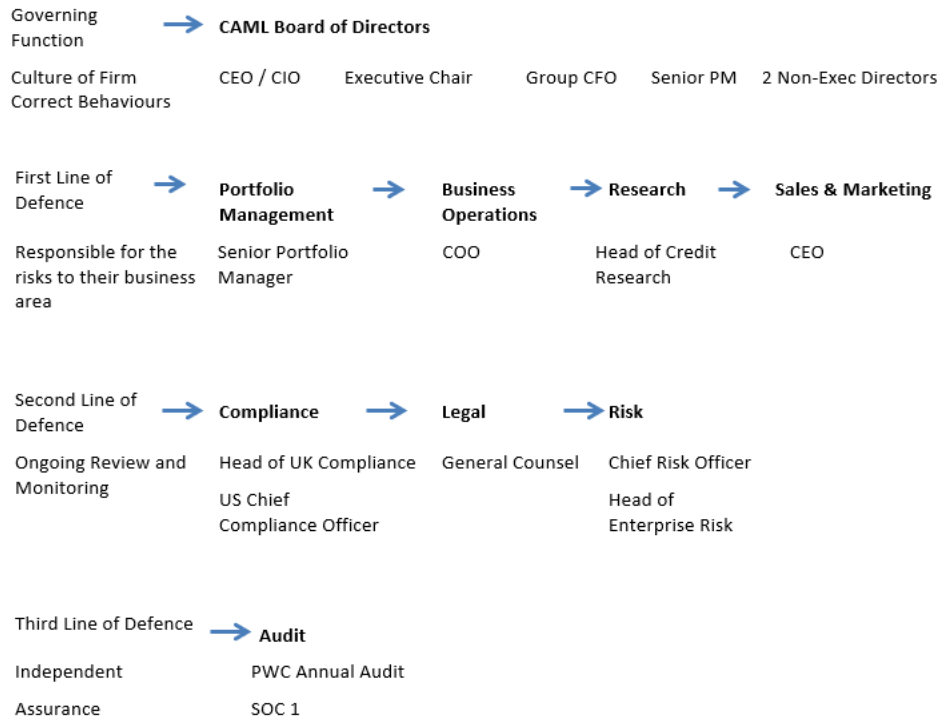 Governing
Function
CAML Board of Directors
Culture of Firm
Correct Behaviours
CEO / CIO
Executive Chair
Group CFO
Senior PM
2 Non-Exec Directors
First Line of
Defence
Portfolio
Management
Business
Operations
Research
Sales & Marketing
Responsible for the
risks to their business
area
Senior Portfolio
Manager
COO
Head of Credit
Research
CEO
Second Line of
Defence
Compliance
Legal
Risk
Ongoing Review and
Monitoring
Head of UK Compliance
US Chief
Compliance Officer
General Counsel
Chief Risk Officer
Head of
Enterprise Risk
Third Line of Defence
Audit
Independent
PWC Annual Audit
Assurance
SOC 1